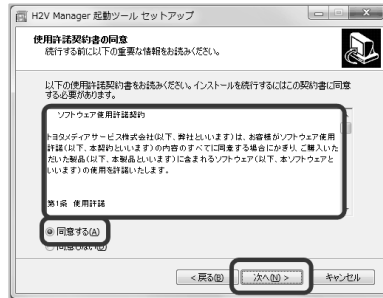 H2V Manager 起動ツール セットアップ
使用許諾契約書の同意
続行する前に以下の重要な情報をお読みください。
以下の使用許諾契約書をお読みください。インストールを続行するにはこの契約書に同意
する必要があります。
ソフトウェア使用許諾契約
トヨタメディアサービス株式会社(以下、弊社といいます)は、お客様がソフトウェア使用
許諾(以下、本契約といいます)の内容のすべてに同意する場合にかぎり、ご購入いた
だいた製品(以下、本製品といいます)に含まれるソフトウェア(以下、本ソフトウェアと
いいます)の使用を許諾いたします。
第1条 使用許諾
同意する(A)
同意しない(D)
< 戻る(B)
次へ(N) >
キャンセル